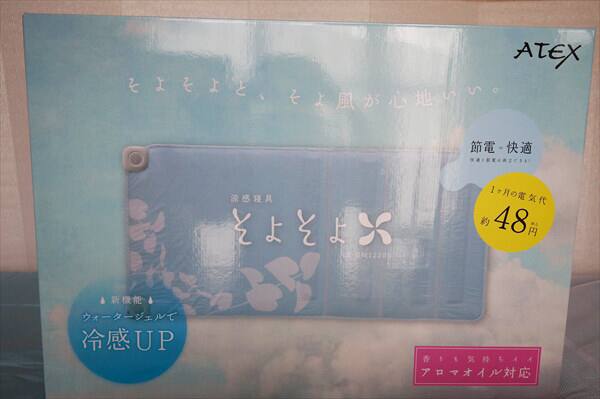 ATEX
そよそよと、そよ風が心地いい。
節電・快適
1ヶ月の電気代
約48円
涼感寝具
そよそよ
新機能
ウォータージェルで
冷感UP
香りも気持ちイイ
アロマオイル対応